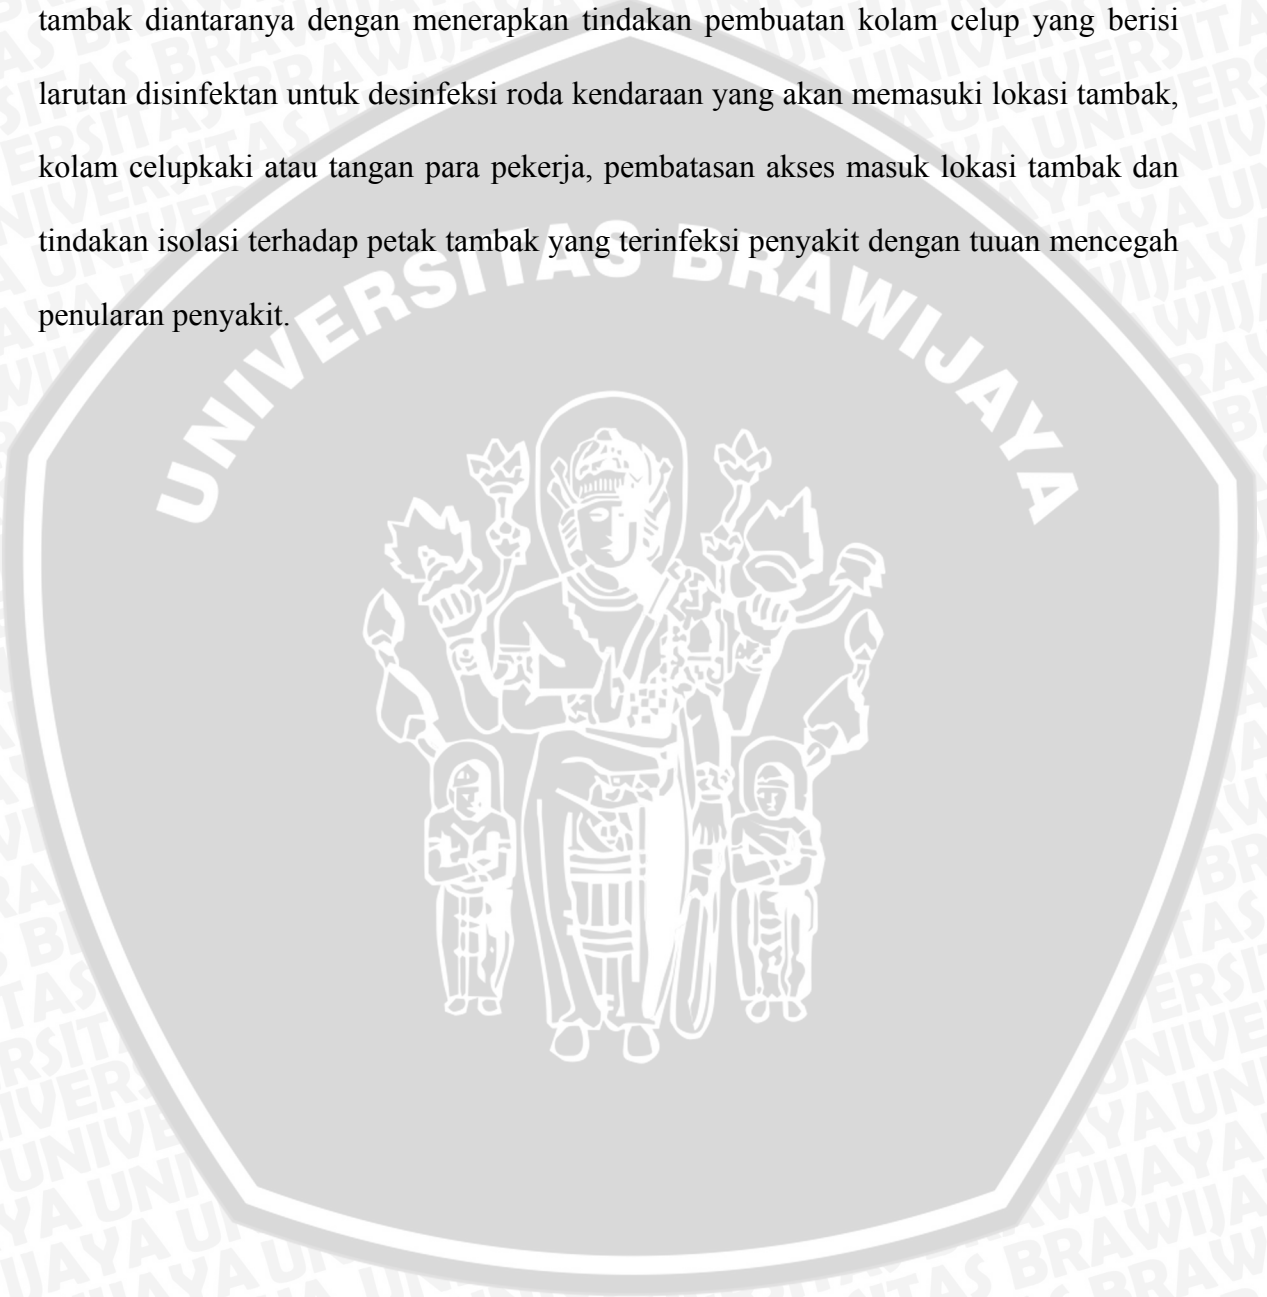 tambak diantaranya dengan menerapkan tindakan pembuatan kolam celup yang berisi
larutan disinfektan untuk desinfeksi roda kendaraan yang akan memasuki lokasi tambak,
kolam celupkaki atau tangan para pekerja, pembatasan akses masuk lokasi tambak dan
tindakan isolasi terhadap petak tambak yang terinfeksi penyakit dengan tuuan mencegah
penularan penyakit.
UNIVERSITAS BRAWIJAYA